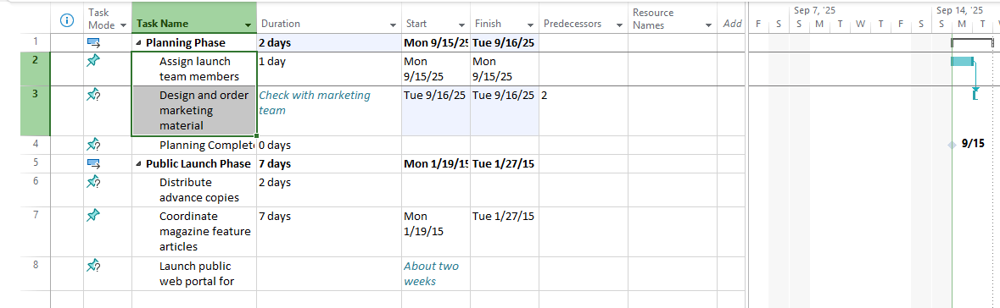 Task Mode Task Name Duration Start Finish Predecessors Resource Names Add
Sep 7, '25 Sep 14, '25
F S S M T W T F S S M T
1 Planning Phase 2 days Mon 9/15/25 Tue 9/16/25
2 Assign launch team members 1 day Mon 9/15/25 Mon 9/15/25
3 Design and order marketing material Check with marketing team Tue 9/16/25 Tue 9/16/25 2
4 Planning Complet 0 days 9/15
5 Public Launch Phase 7 days Mon 1/19/15 Tue 1/27/15
6 Distribute advance copies 2 days
7 Coordinate magazine feature articles 7 days Mon 1/19/15 Tue 1/27/15
8 Launch public web portal for About two weeks